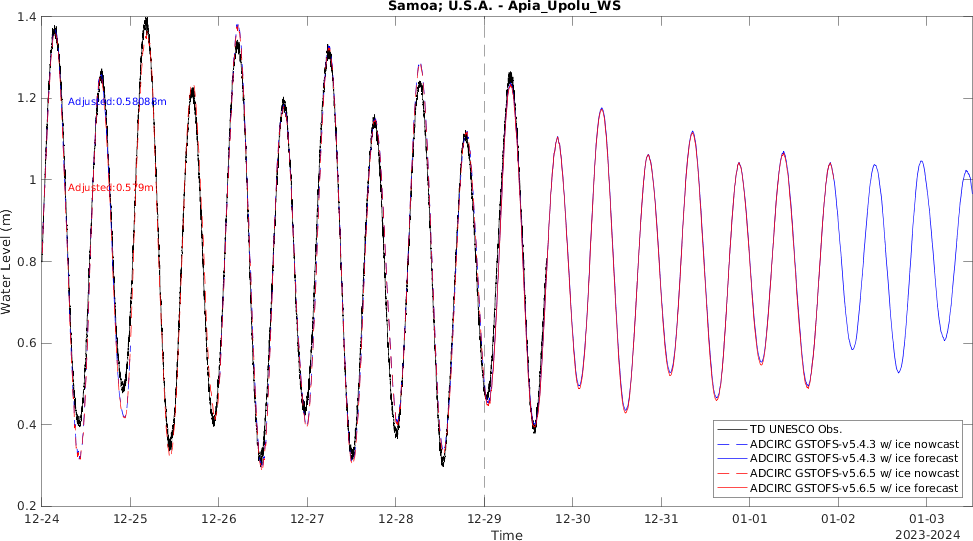 Samoa; U.S.A. - Apia_Upolu_WS
1.4
1.2
1
0.8
0.6
0.4
0.2
Water Level (m)
Adjusted:0.58088m
Adjusted:0.579m
TD UNESCO Obs.
ADCIRC GSTOFS-v5.4.3 w/ ice nowcast
ADCIRC GSTOFS-v5.4.3 w/ ice forecast
ADCIRC GSTOFS-v5.6.5 w/ ice nowcast
ADCIRC GSTOFS-v5.6.5 w/ ice forecast
12-24 12-25 12-26 12-27 12-28 12-29 12-30 12-31 01-01 01-02 01-03
Time
2023-2024